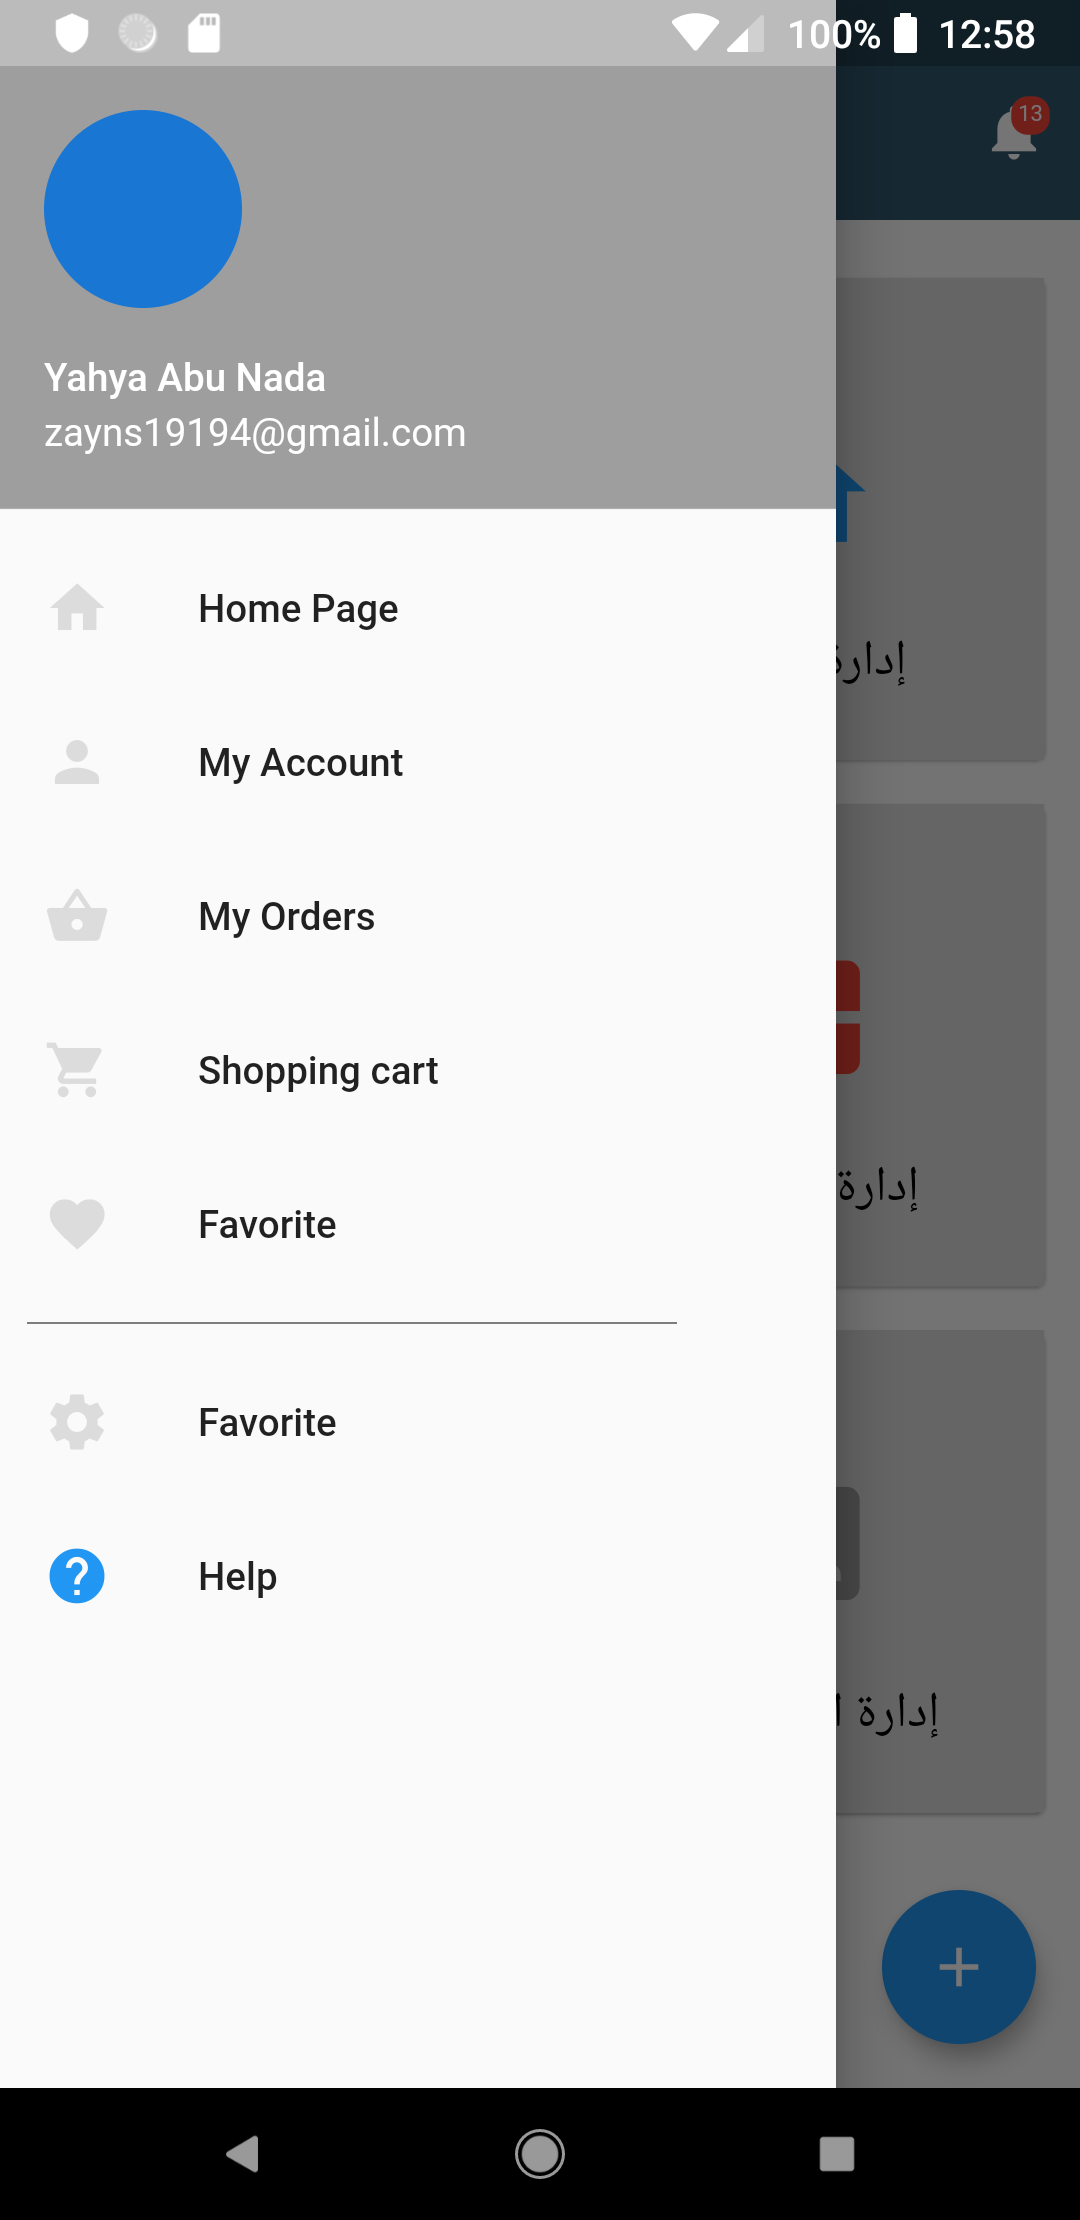 100% 12:58
13
Yahya Abu Nada
zayns19194@gmail.com
Home Page
My Account
My Orders
Shopping cart
Favorite
Favorite
Help
إدارة
إدارة
إدارة